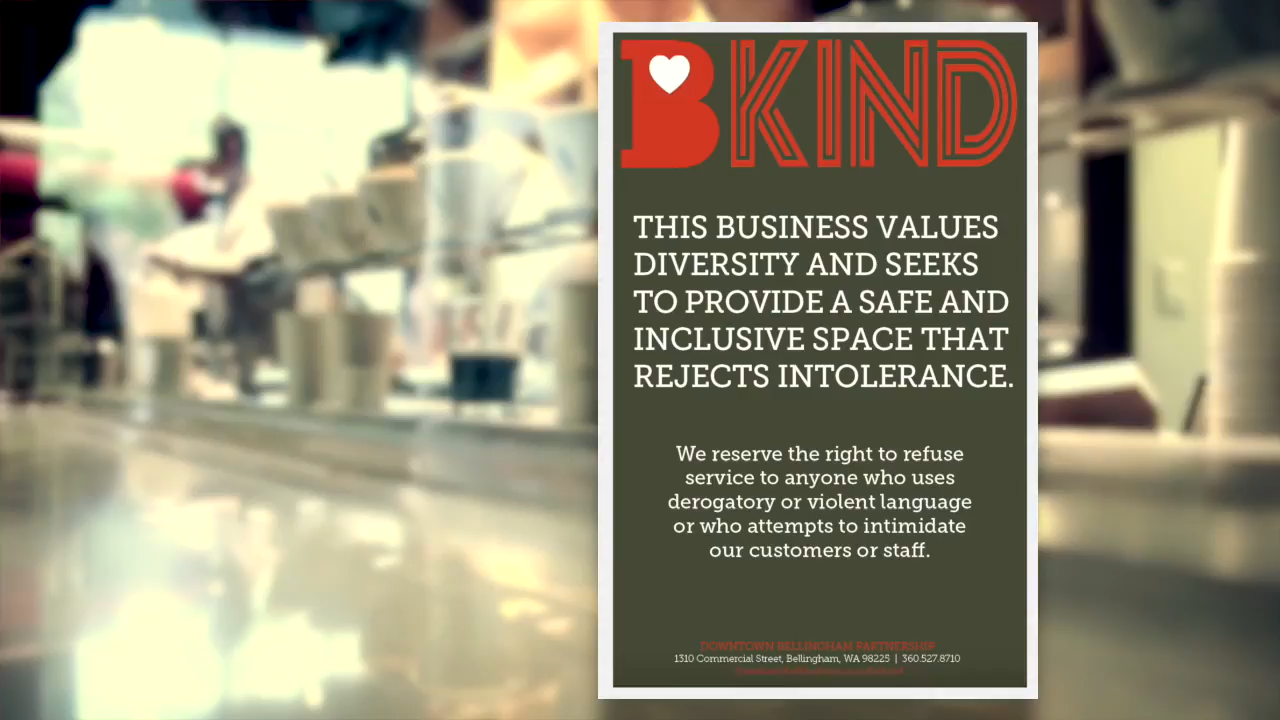 BKIND
THIS BUSINESS VALUES
DIVERSITY AND SEEKS
TO PROVIDE A SAFE AND
INCLUSIVE SPACE THAT
REJECTS INTOLERANCE.
We reserve the right to refuse
service to anyone who uses
derogatory or violent language
or who attempts to intimidate
our customers or staff.
DOWNTOWN BELLINGHAM PARTNERSHIP
1310 Commercial Street, Bellingham, WA 98225 | 360.527.8710